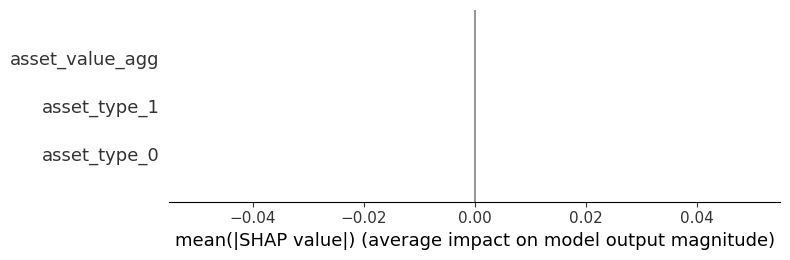 asset_value_agg
asset_type_1
asset_type_0
−0.04 −0.02 0.00 0.02 0.04
mean(|SHAP value|) (average impact on model output magnitude)